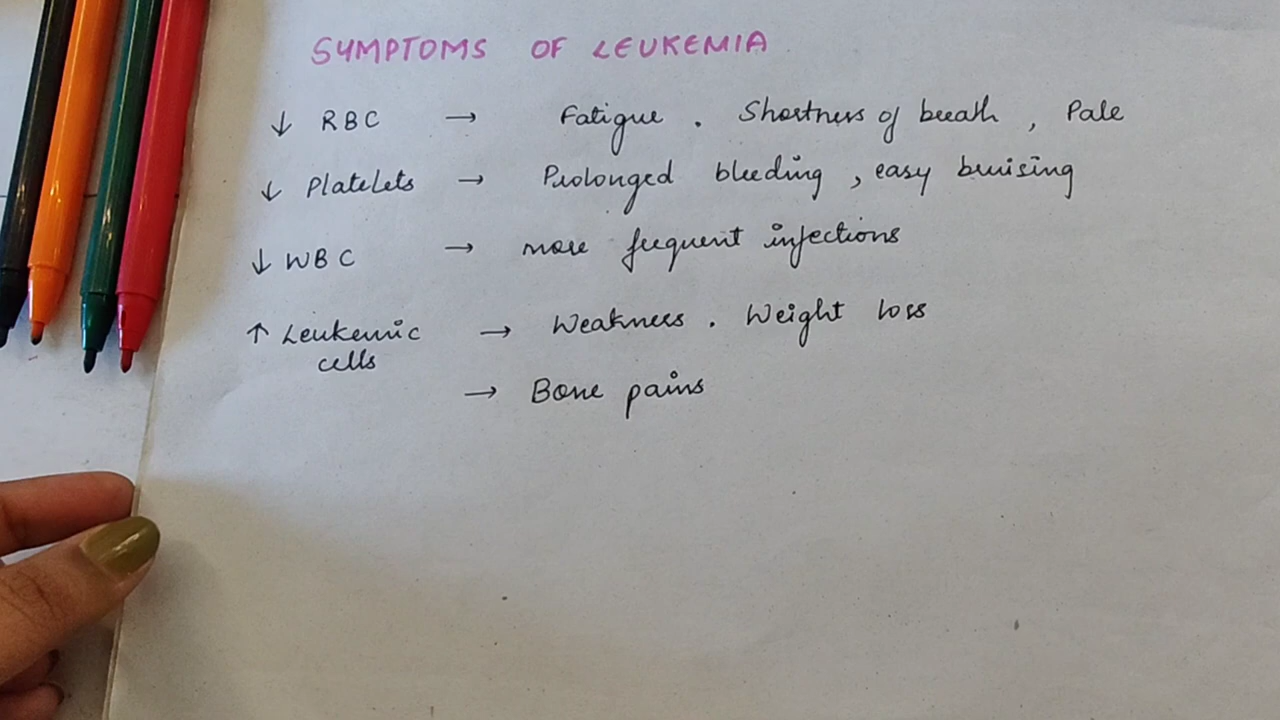 SYMPTOMS OF LEUKEMIA
↓ RBC → Fatigue . Shortness of breath , Pale
↓ Platelets → Prolonged bleeding , easy bruising
↓ WBC → more frequent infections
↑ Leukemic cells → Weakness . Weight loss
→ Bone pains